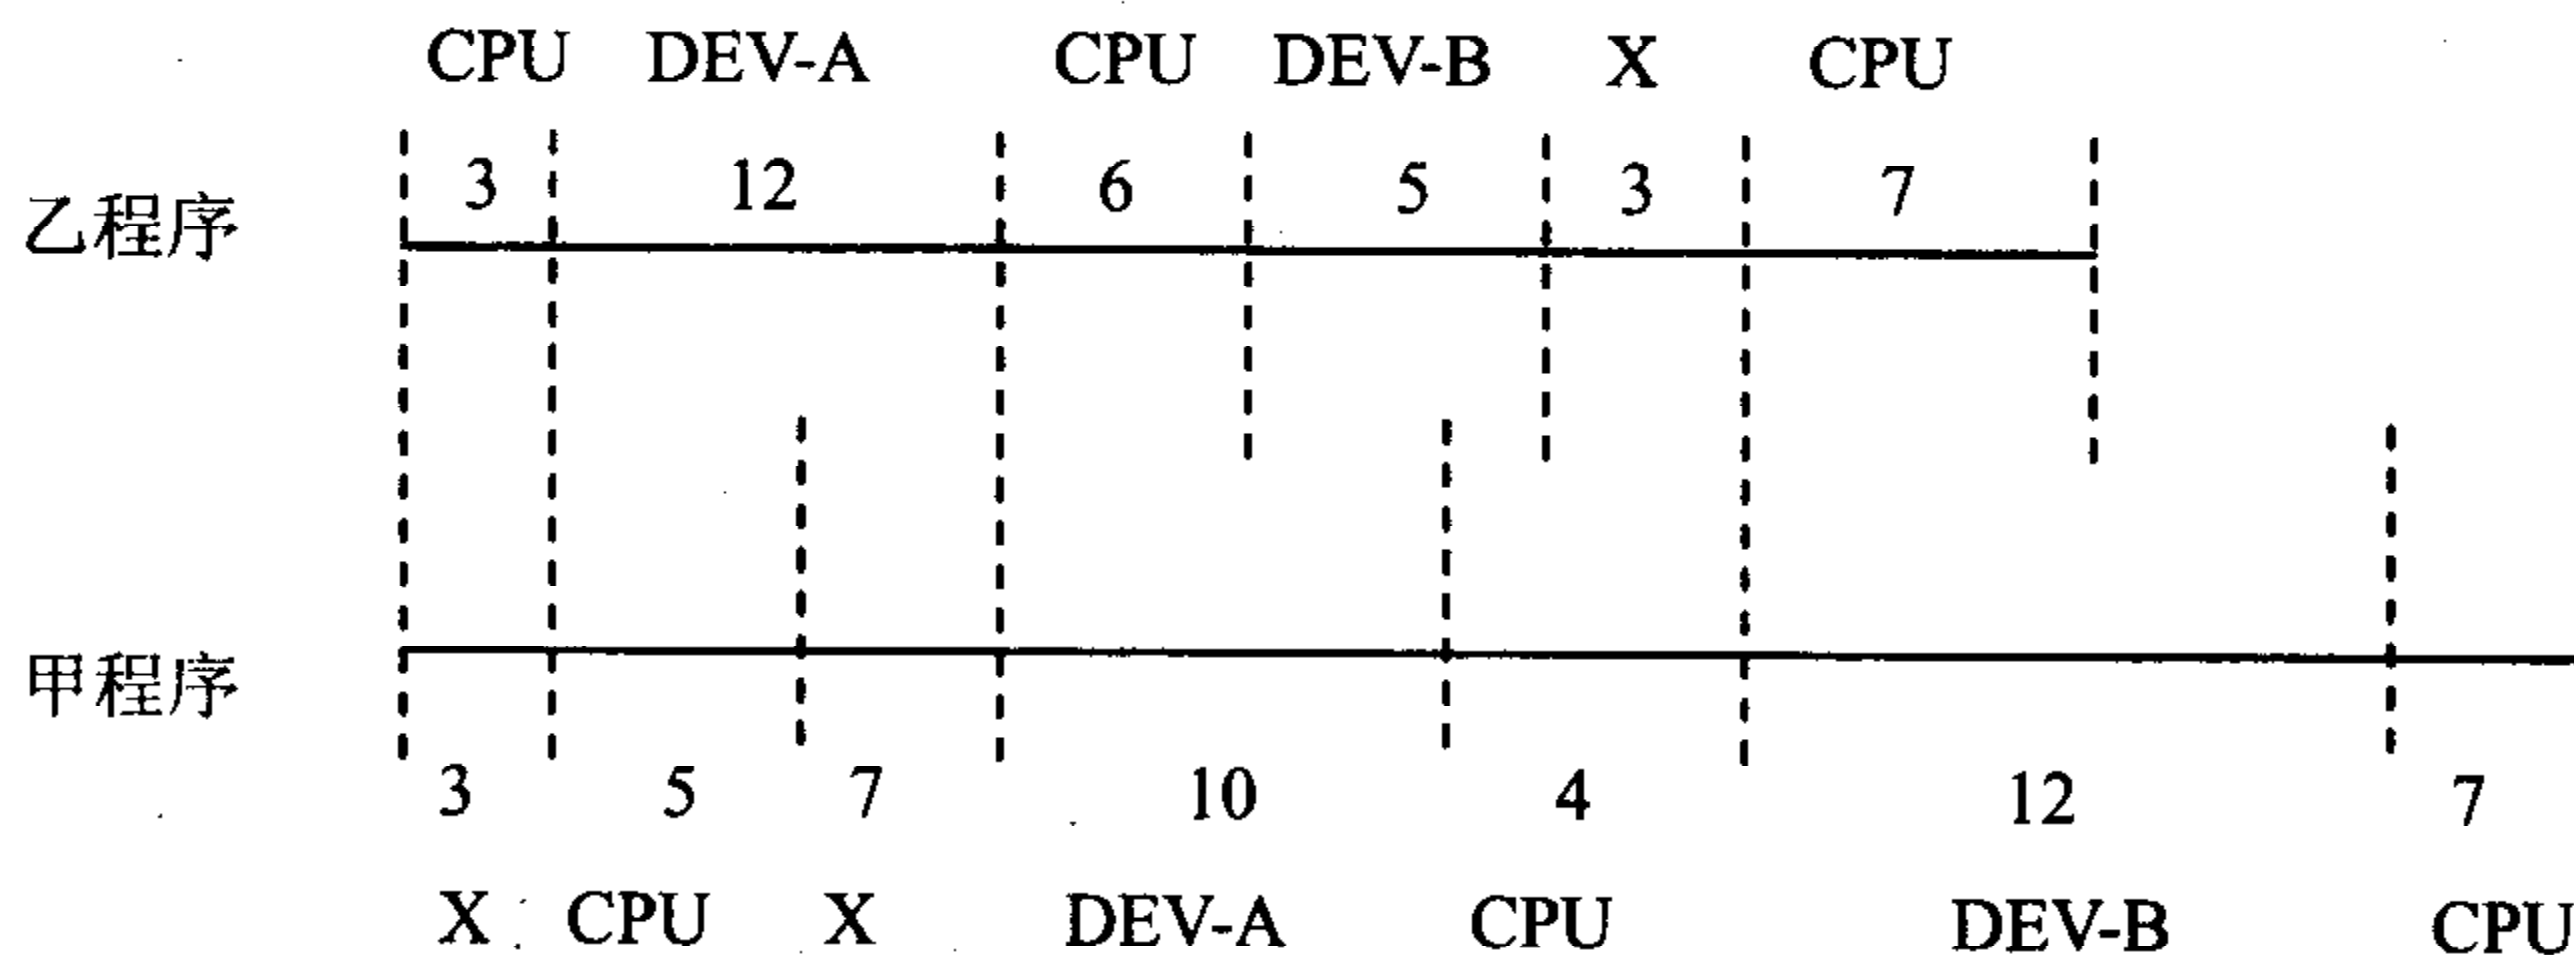 CPU DEV-A CPU DEV-B X CPU
3 12 6 5 3 7
乙程序
甲程序
3 5 7 10 4 12 7
X CPU X DEV-A CPU DEV-B CPU